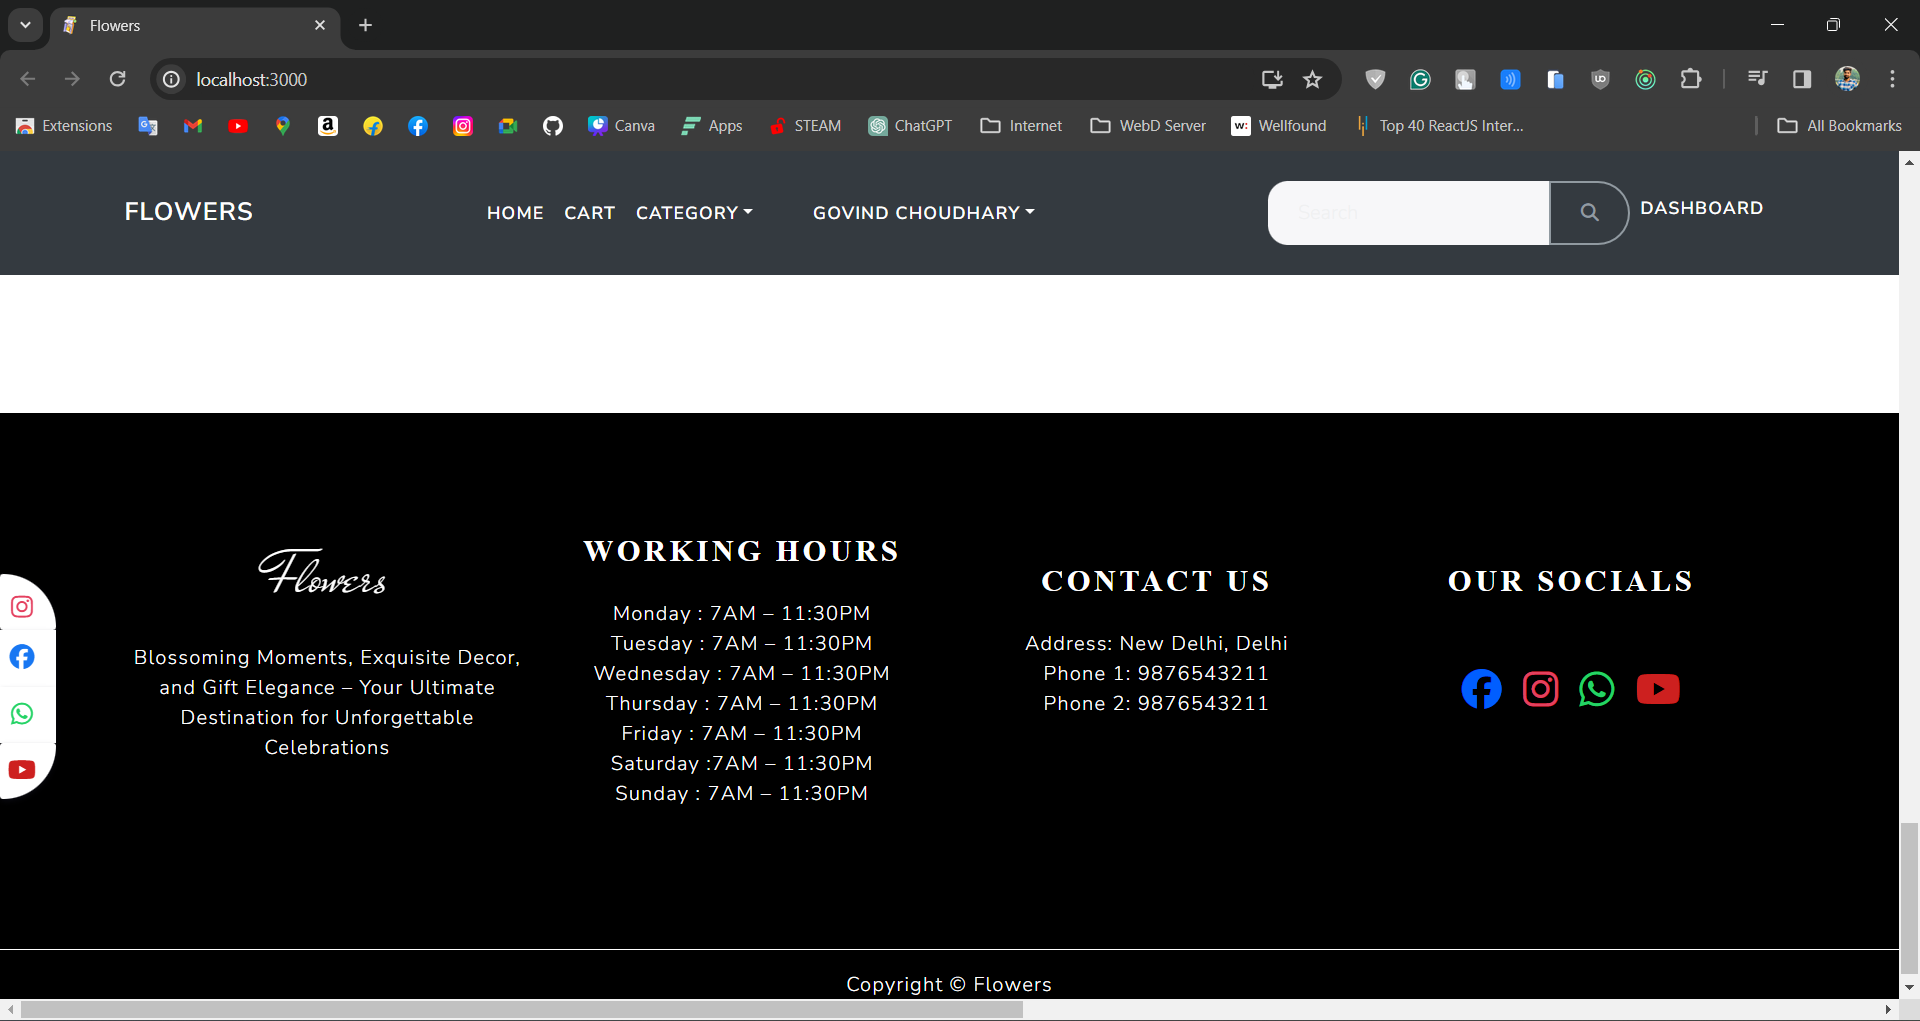 Flowers
localhost:3000
Extensions Canva Apps STEAM ChatGPT Internet WebD Server Wellfound Top 40 ReactJS Inter... All Bookmarks
FLOWERS HOME CART CATEGORY GOVIND CHOUDHARY Search DASHBOARD
Flowers
Blossoming Moments, Exquisite Decor,
and Gift Elegance – Your Ultimate
Destination for Unforgettable
Celebrations
WORKING HOURS
Monday : 7AM – 11:30PM
Tuesday : 7AM – 11:30PM
Wednesday : 7AM – 11:30PM
Thursday : 7AM – 11:30PM
Friday : 7AM – 11:30PM
Saturday :7AM – 11:30PM
Sunday : 7AM – 11:30PM
CONTACT US
Address: New Delhi, Delhi
Phone 1: 9876543211
Phone 2: 9876543211
OUR SOCIALS
Copyright © Flowers